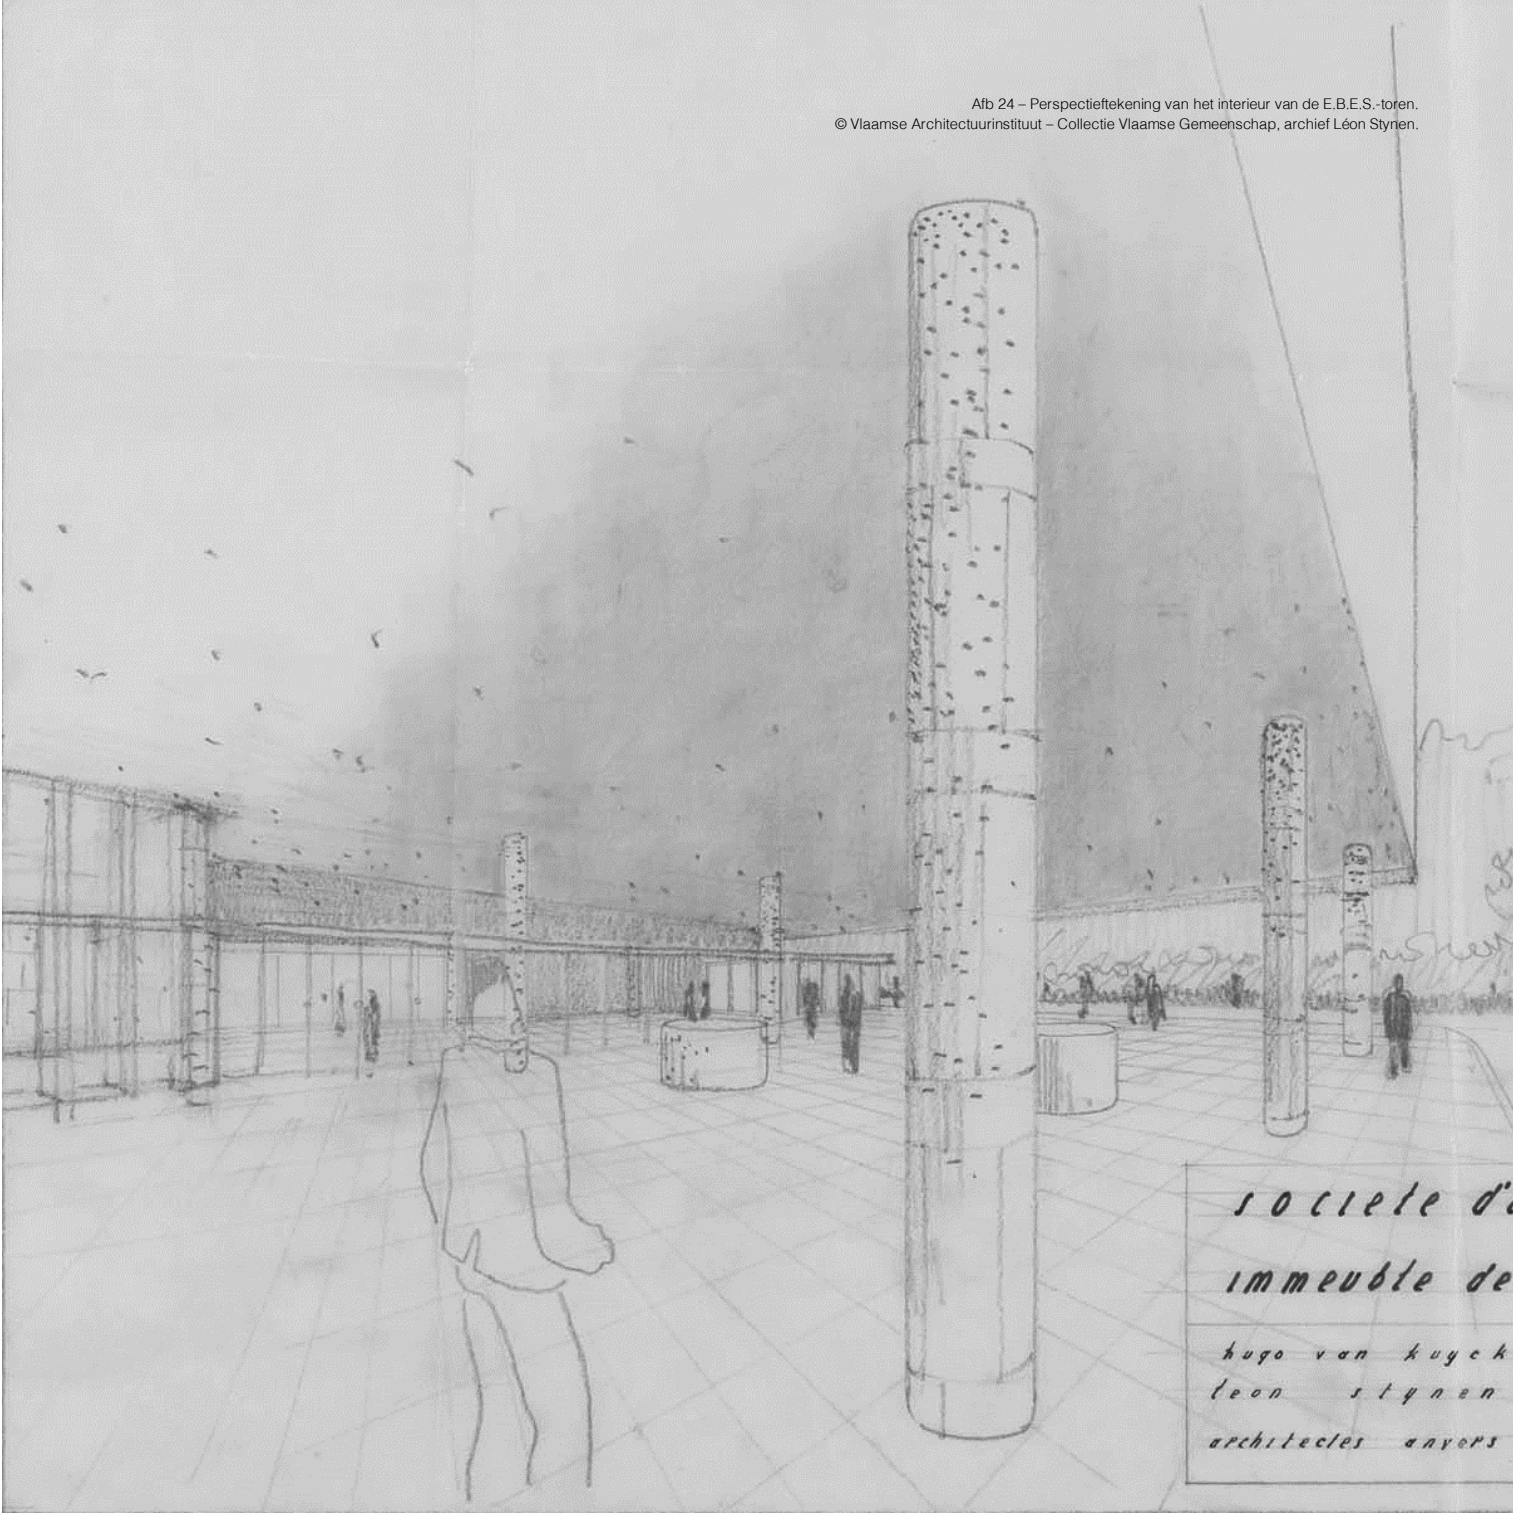 Afb 24 – Perspectieftekening van het interieur van de E.B.E.S.-toren.
© Vlaamse Architectuurinstituut – Collectie Vlaamse Gemeenschap, archief Léon Stynen.
societe
immeuble de
hugo van kuyck
leon stynen
architectes anvers